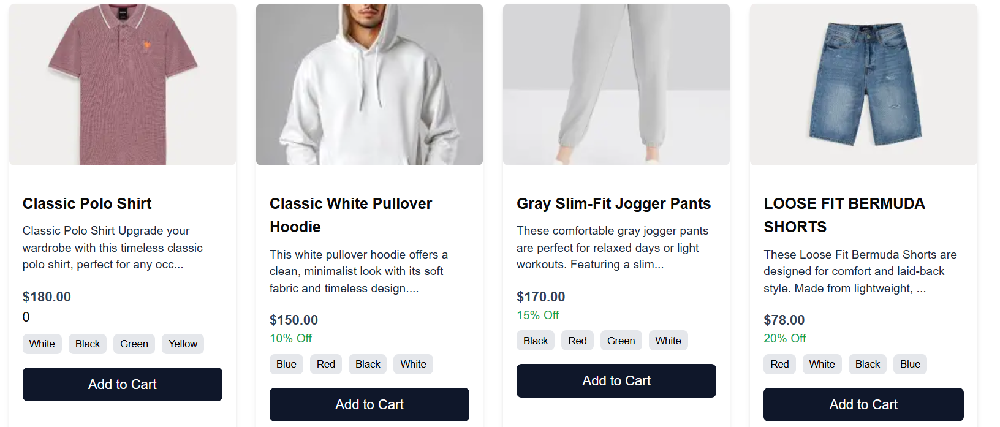 Classic Polo Shirt
Classic Polo Shirt Upgrade your
wardrobe with this timeless classic
polo shirt, perfect for any occ...
$180.00
0
White Black Green Yellow
Add to Cart
Classic White Pullover
Hoodie
This white pullover hoodie offers a
clean, minimalist look with its soft
fabric and timeless design....
$150.00
10% Off
Blue Red Black White
Add to Cart
Gray Slim-Fit Jogger Pants
These comfortable gray jogger pants
are perfect for relaxed days or light
workouts. Featuring a slim...
$170.00
15% Off
Black Red Green White
Add to Cart
LOOSE FIT BERMUDA
SHORTS
These Loose Fit Bermuda Shorts are
designed for comfort and laid-back
style. Made from lightweight, ...
$78.00
20% Off
Red White Black Blue
Add to Cart